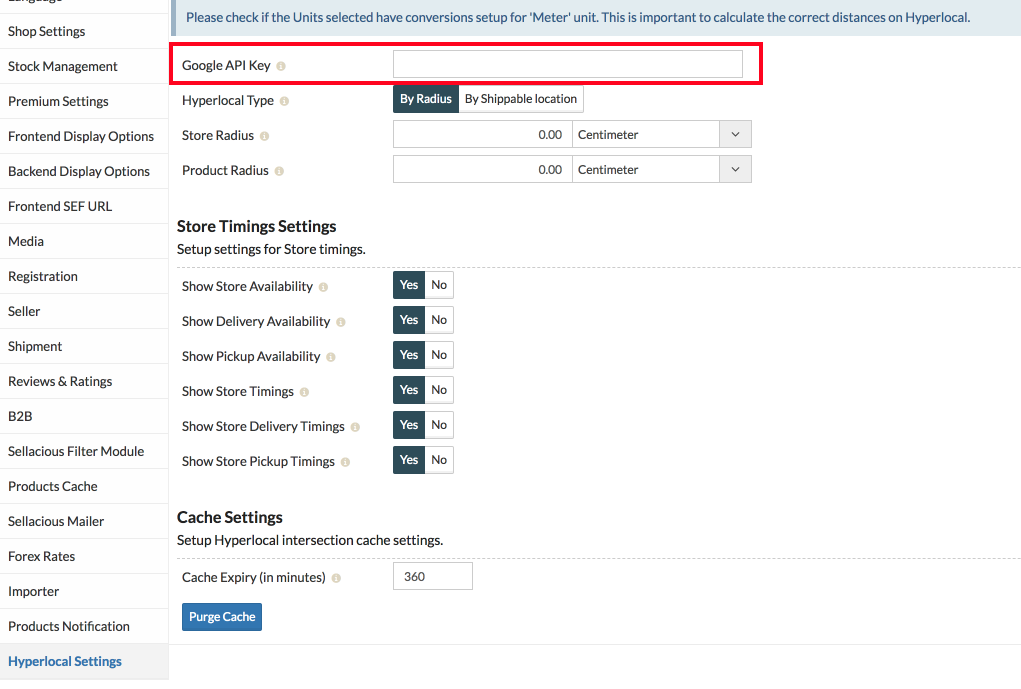 Please check if the Units selected have conversions setup for 'Meter' unit. This is important to calculate the correct distances on Hyperlocal.
Shop Settings
Stock Management
Premium Settings
Frontend Display Options
Backend Display Options
Frontend SEF URL
Media
Registration
Seller
Shipment
Reviews & Ratings
B2B
Sellacious Filter Module
Products Cache
Sellacious Mailer
Forex Rates
Importer
Products Notification
Hyperlocal Settings
Google API Key
Hyperlocal Type By Radius By Shippable location
Store Radius 0.00 Centimeter
Product Radius 0.00 Centimeter
Store Timings Settings
Setup settings for Store timings.
Show Store Availability Yes No
Show Delivery Availability Yes No
Show Pickup Availability Yes No
Show Store Timings Yes No
Show Store Delivery Timings Yes No
Show Store Pickup Timings Yes No
Cache Settings
Setup Hyperlocal intersection cache settings.
Cache Expiry (in minutes) 360
Purge Cache